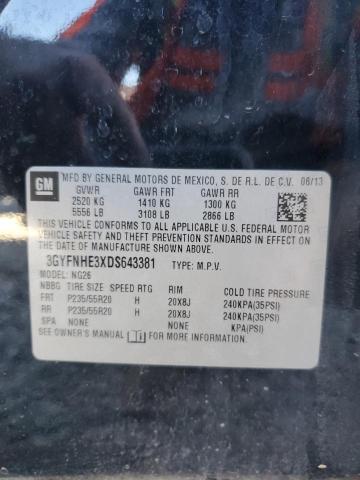 GM
MFD BY GENERAL MOTORS DE MEXICO, S. DE R.L. DE C.V. 06/13
GVWR GAWR FRT GAWR RR
2520 KG 1410 KG 1300 KG
5556 LB 3108 LB 2866 LB
THIS VEHICLE CONFORMS TO ALL APPLICABLE U.S. FEDERAL MOTOR
VEHICLE SAFETY AND THEFT PREVENTION STANDARDS IN EFFECT ON
THE DATE OF MANUFACTURE SHOWN ABOVE.
3GYFNHE3XDS643381 TYPE: M.P.V.
MODEL: NG26
NBBG TIRE SIZE SPEED RTG RIM COLD TIRE PRESSURE
FRT P235/55R20 H 20X8J 240KPA(35PSI)
RR P235/55R20 H 20X8J 240KPA(35PSI)
SPA NONE NONE KPA(PSI)
SEE OWNER'S MANUAL FOR MORE INFORMATION.